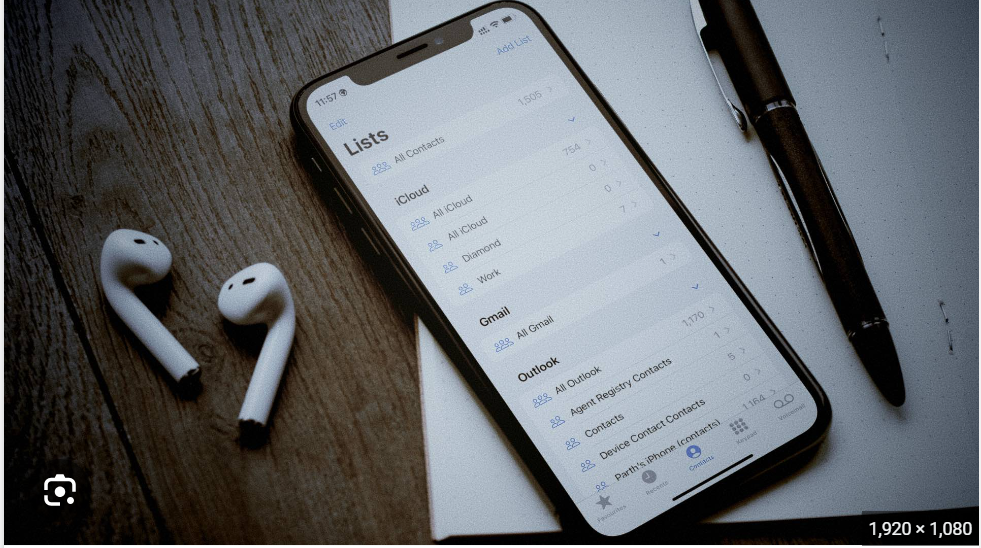 11:57
Edit
Add List
Lists
All Contacts 1,505
iCloud
All iCloud 754
All iCloud 0
Diamond 0
Work 7
Gmail
All Gmail 1
Outlook
All Outlook 1,170
Agent Registry Contacts 1
Contacts 5
Device Contact Contacts 0
Parth's iPhone (contacts) 1,164
Favourites
Recents
Contacts
Keypad
Voicemail
1,920 × 1,080